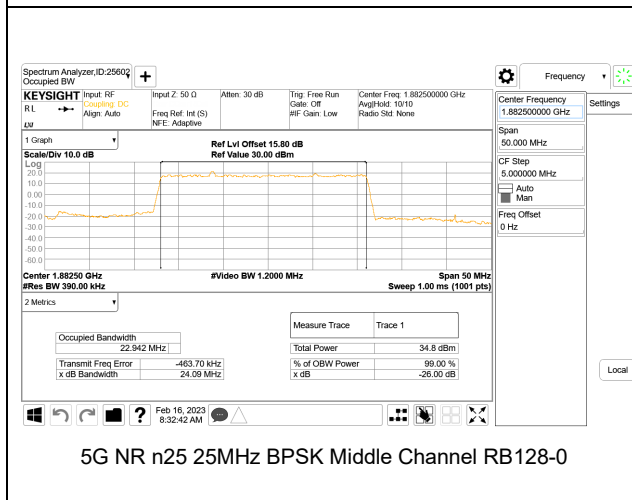 Spectrum Analyzer,ID:25602
Occupied BW
Frequency
KEYSIGHT
RL
Input: RF
Coupling: DC
Align: Auto
Input Z: 50 Ω
Freq Ref: Int (S)
NFE: Adaptive
Atten: 30 dB
Trig: Free Run
Gate: Off
#IF Gain: Low
Center Freq: 1.882500000 GHz
Avg|Hold: 10/10
Radio Std: None
Center Frequency
1.882500000 GHz
Settings
Span
50.000 MHz
CF Step
5.000000 MHz
Auto
Man
Freq Offset
0 Hz
Local
1 Graph
Scale/Div 10.0 dB
Ref Lvl Offset 15.80 dB
Ref Value 30.00 dBm
Log
20.0
10.0
0.00
-10.0
-20.0
-30.0
-40.0
-50.0
-60.0
Center 1.88250 GHz
#Video BW 1.2000 MHz
Span 50 MHz
#Res BW 390.00 kHz
Sweep 1.00 ms (1001 pts)
2 Metrics
Measure Trace
Trace 1
Occupied Bandwidth
22.942 MHz
Total Power
34.8 dBm
Transmit Freq Error
-463.70 kHz
% of OBW Power
99.00 %
x dB Bandwidth
24.09 MHz
x dB
-26.00 dB
Feb 16, 2023
8:32:42 AM
5G NR n25 25MHz BPSK Middle Channel RB128-0